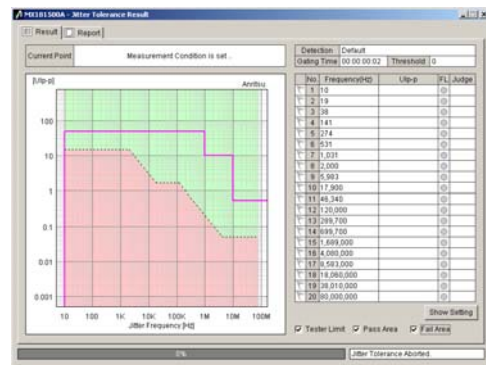 MX181500A - Jitter Tolerance Result
Result
Report
Current Point
Measurement Condition is set ..
Detection Default
Gating Time 00:00:00:02 Threshold 0
[UIp-p]
Anritsu
100
10
1
0.1
0.01
0.001
10 100 1K 10K 100K 1M 10M 100M
Jitter Frequency [Hz]
No. Frequency(Hz) UIp-p FL Judge
1 10
2 19
3 38
4 141
5 274
6 531
7 1,031
8 2,000
9 5,983
10 17,900
11 46,340
12 120,000
13 289,700
14 699,700
15 1,699,000
16 4,000,000
17 8,593,000
18 18,060,000
19 38,010,000
20 80,000,000
Show Setting
Tester Limit Pass Area Fail Area
0%
Jitter Tolerance Aborted.